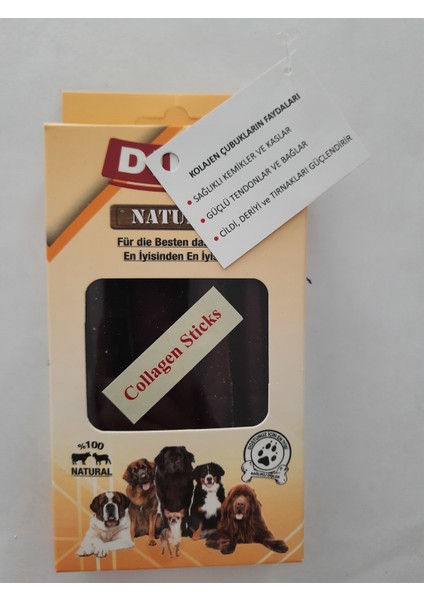 KOLAJEN ÇUBUKLARIN FAYDALARI
• SAĞLIKLI KEMİKLER VE KASLAR
• GÜÇLÜ TENDONLAR VE BAĞLAR
• CİLDİ, DERİYİ ve TIRNAKLARI GÜÇLENDİRİR
DO
NATU
Für die Besten da
En İyisinden En İyi
Collagen Sticks
%100
NATURAL